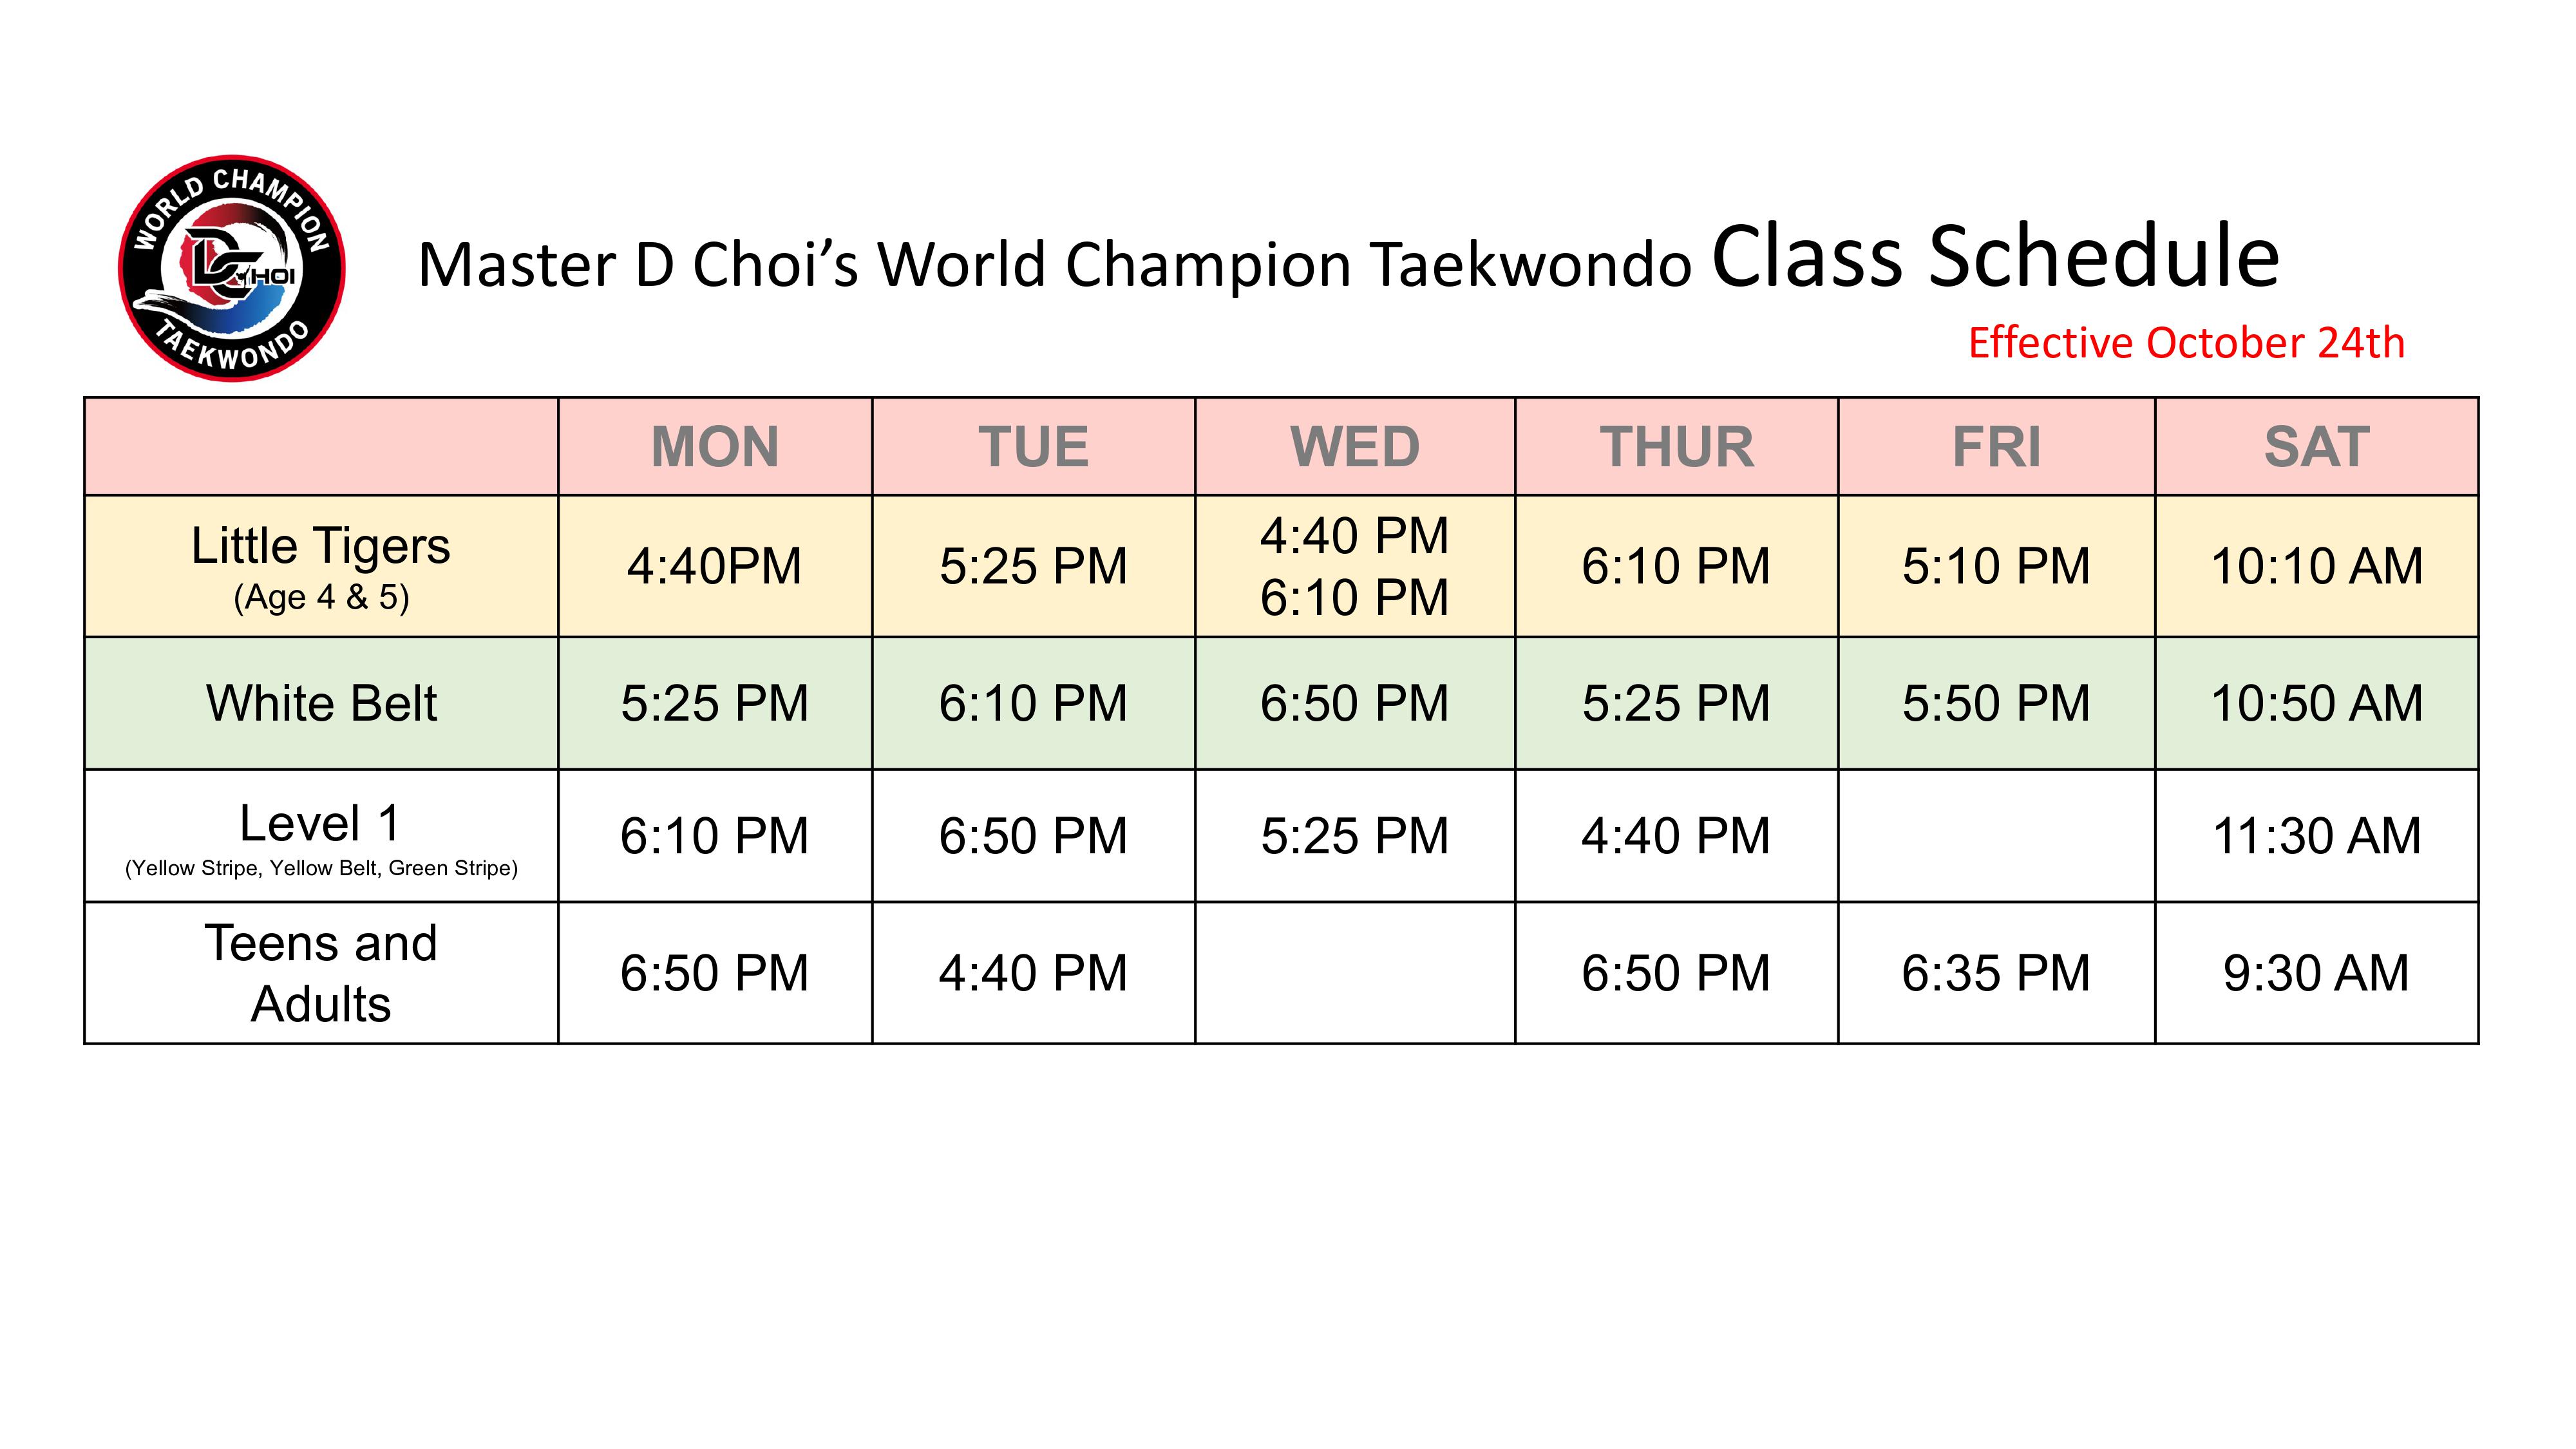 WORLD CHAMPION
DC CHOI
TAEKWONDO
Master D Choi’s World Champion Taekwondo Class Schedule
Effective October 24th
MON TUE WED THUR FRI SAT
Little Tigers
(Age 4 & 5)
4:40PM 5:25 PM 4:40 PM 6:10 PM 5:10 PM 10:10 AM
6:10 PM
White Belt 5:25 PM 6:10 PM 6:50 PM 5:25 PM 5:50 PM 10:50 AM
Level 1
(Yellow Stripe, Yellow Belt, Green Stripe)
6:10 PM 6:50 PM 5:25 PM 4:40 PM 11:30 AM
Teens and
Adults
6:50 PM 4:40 PM 6:50 PM 6:35 PM 9:30 AM